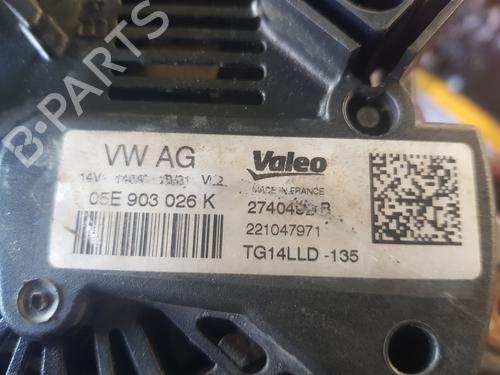 B-PARTS
VW AG
Valeo
14V
MADE IN FRANCE
05E 903 026 K
221047971
TG14LLD -135